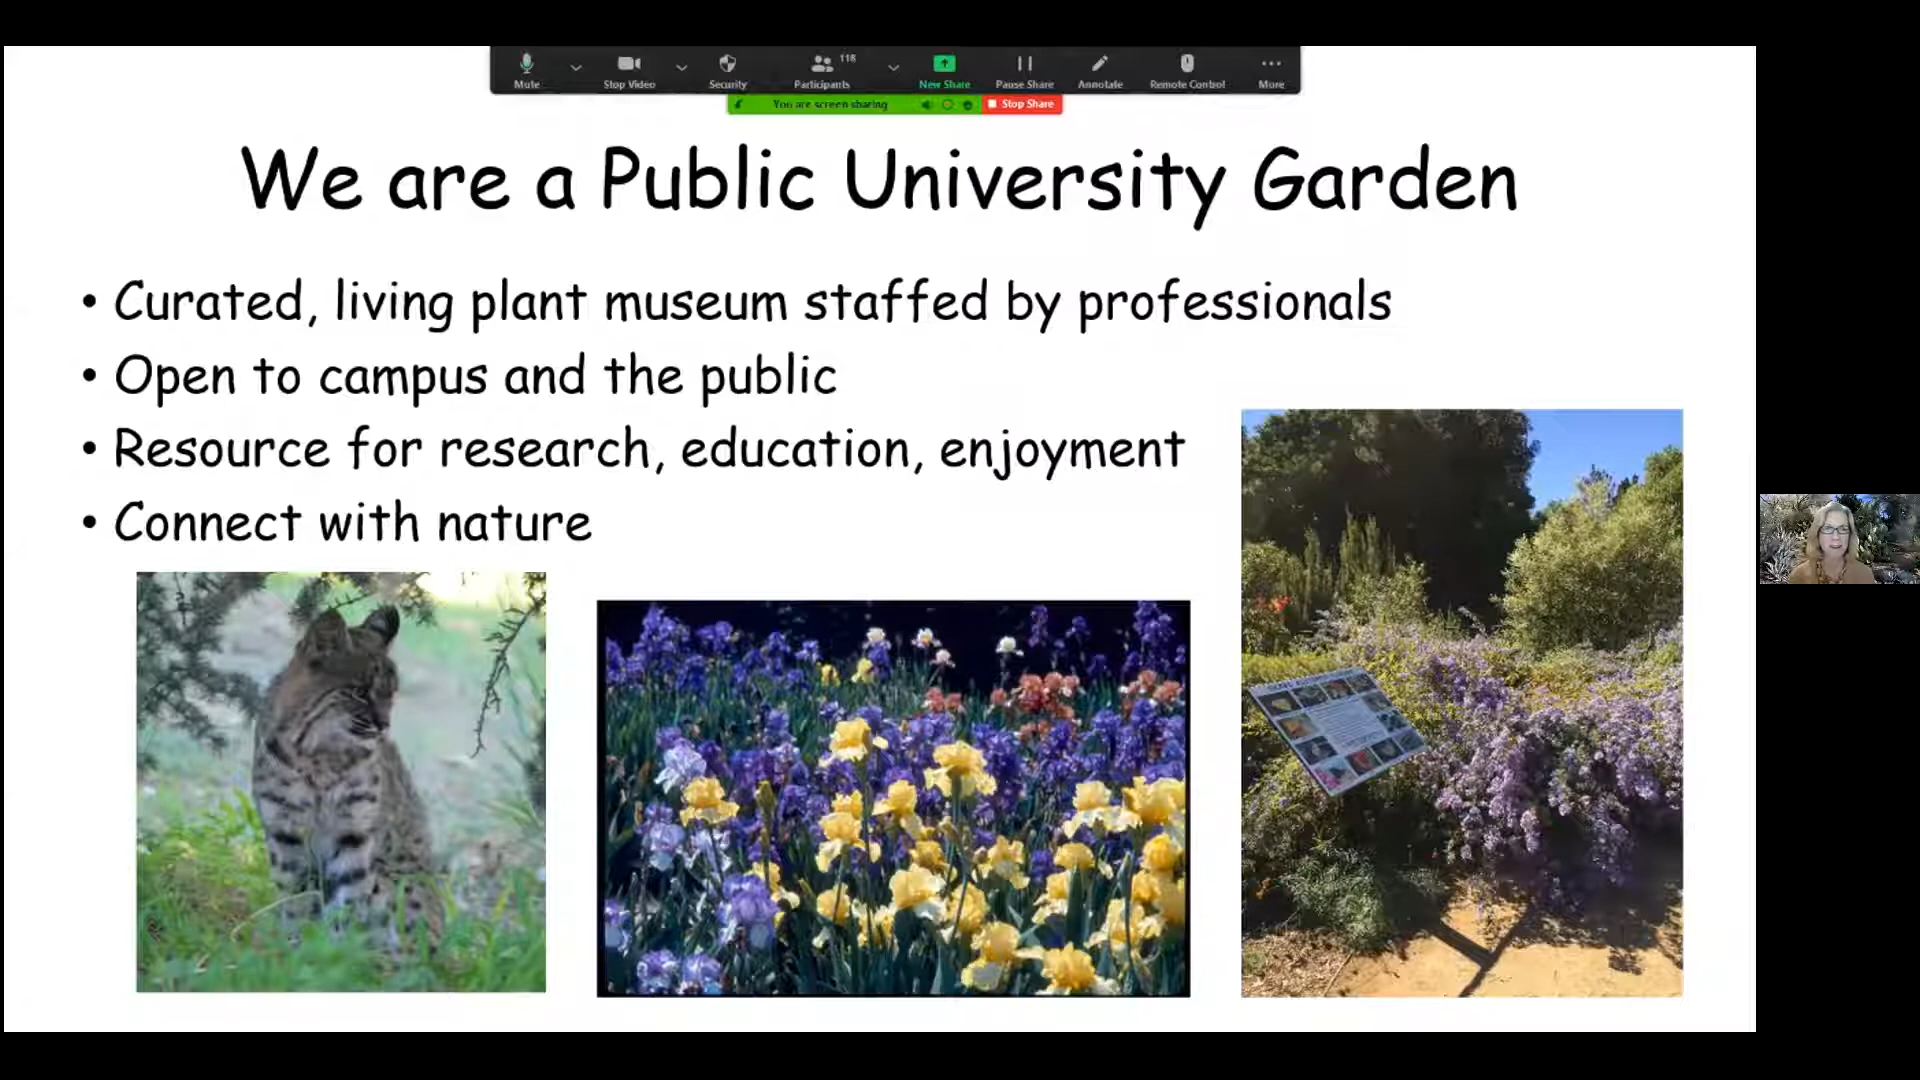 Mute
Stop Video
Security
Participants
118
New Share
Pause Share
Annotate
Remote Control
More
You are screen sharing
Stop Share
We are a Public University Garden
• Curated, living plant museum staffed by professionals
• Open to campus and the public
• Resource for research, education, enjoyment
• Connect with nature